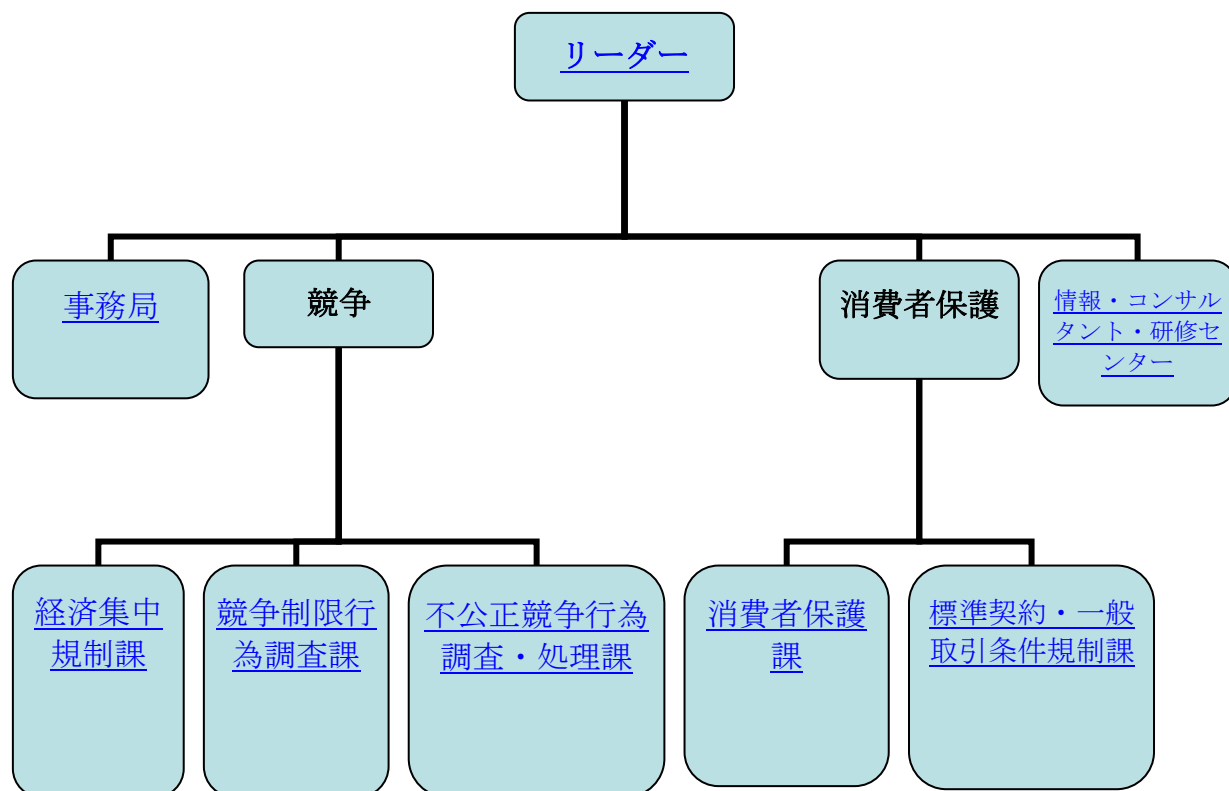 リーダー
事務局
競争
消費者保護
情報・コンサル
タント・研修セ
ンター
経済集中
規制課
競争制限行
為調査課
不公正競争行為
調査・処理課
消費者保護
課
標準契約・一般
取引条件規制課